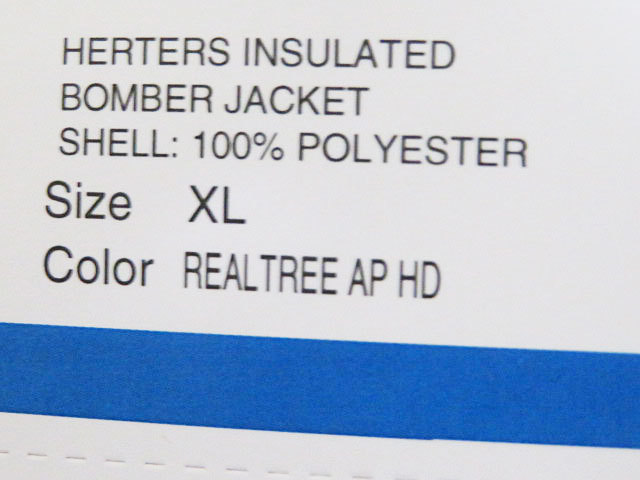 HERTERS INSULATED
BOMBER JACKET
SHELL: 100% POLYESTER
Size XL
Color REALTREE AP HD